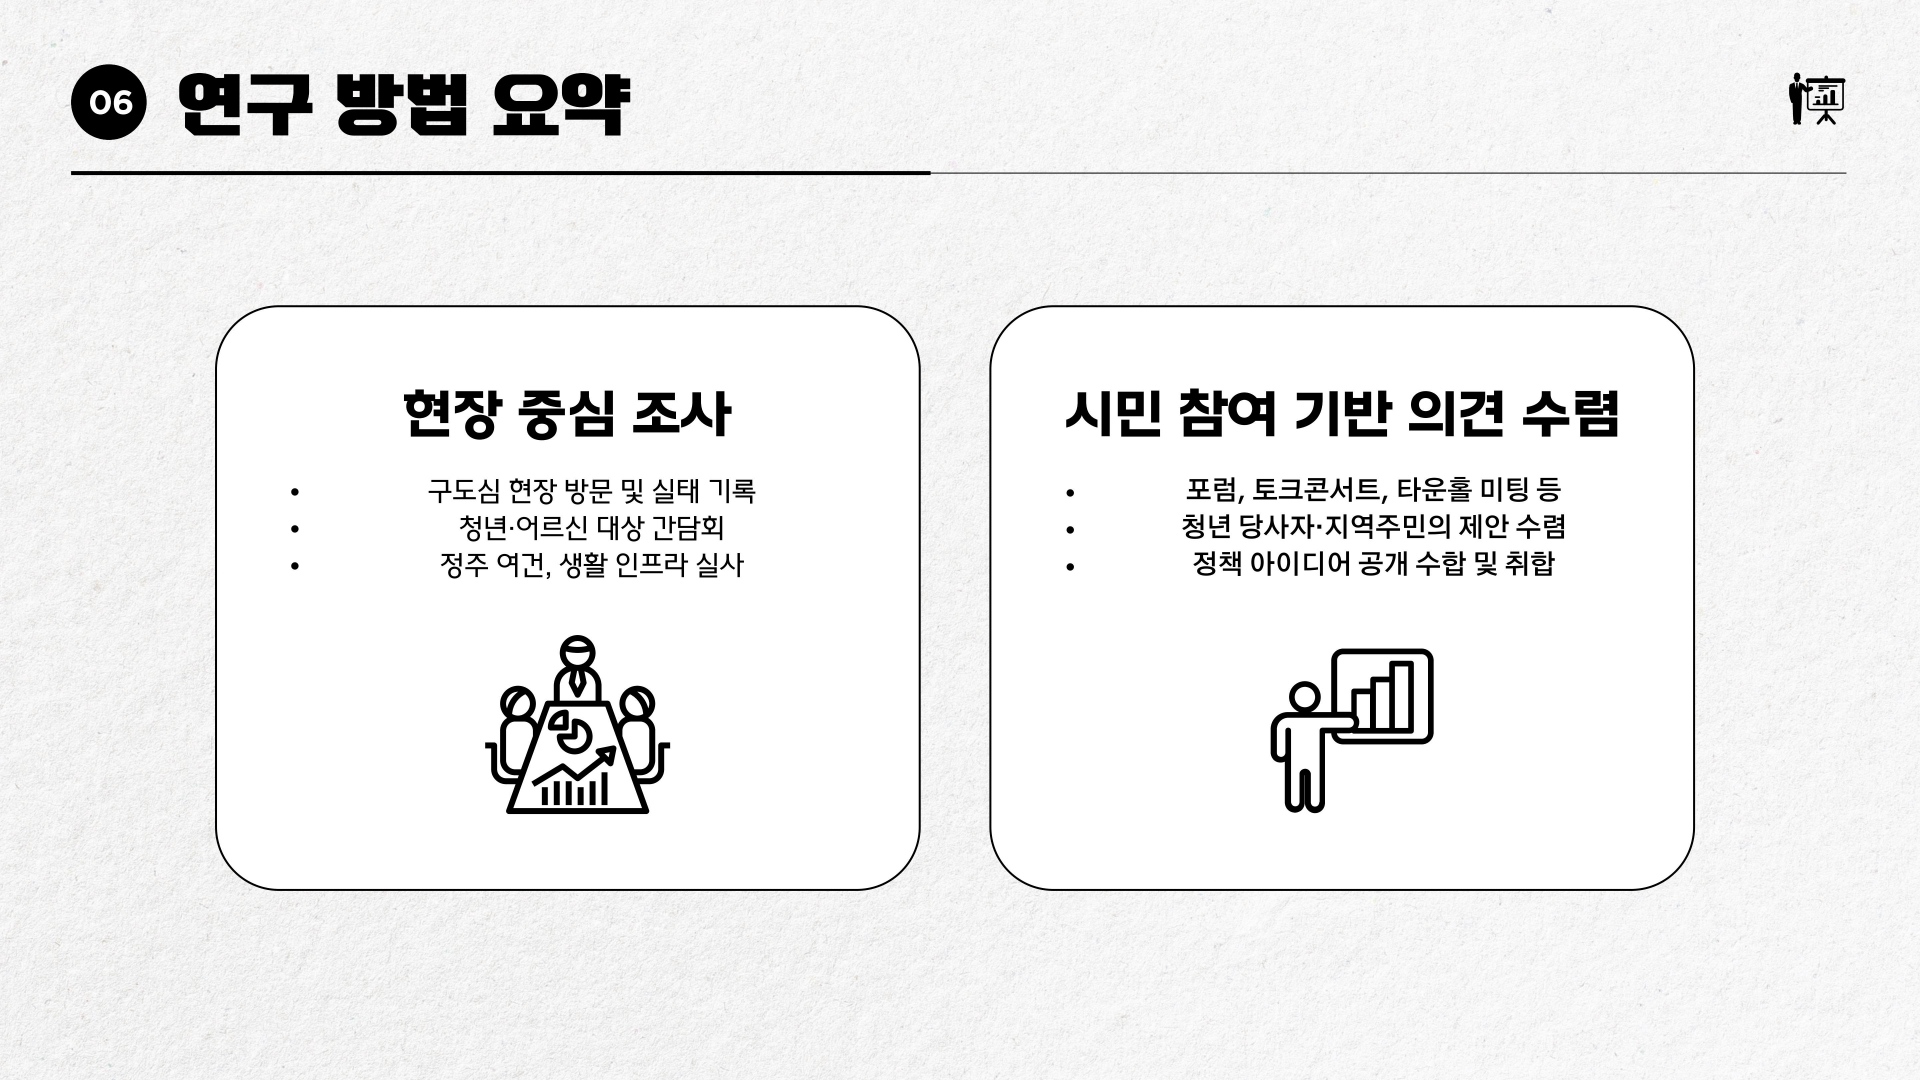 06 연구 방법 요약
현장 중심 조사
• 구도심 현장 방문 및 실태 기록
• 청년·어르신 대상 간담회
• 정주 여건, 생활 인프라 실사
시민 참여 기반 의견 수렴
• 포럼, 토크콘서트, 타운홀 미팅 등
• 청년 당사자·지역주민의 제안 수렴
• 정책 아이디어 공개 수합 및 취합